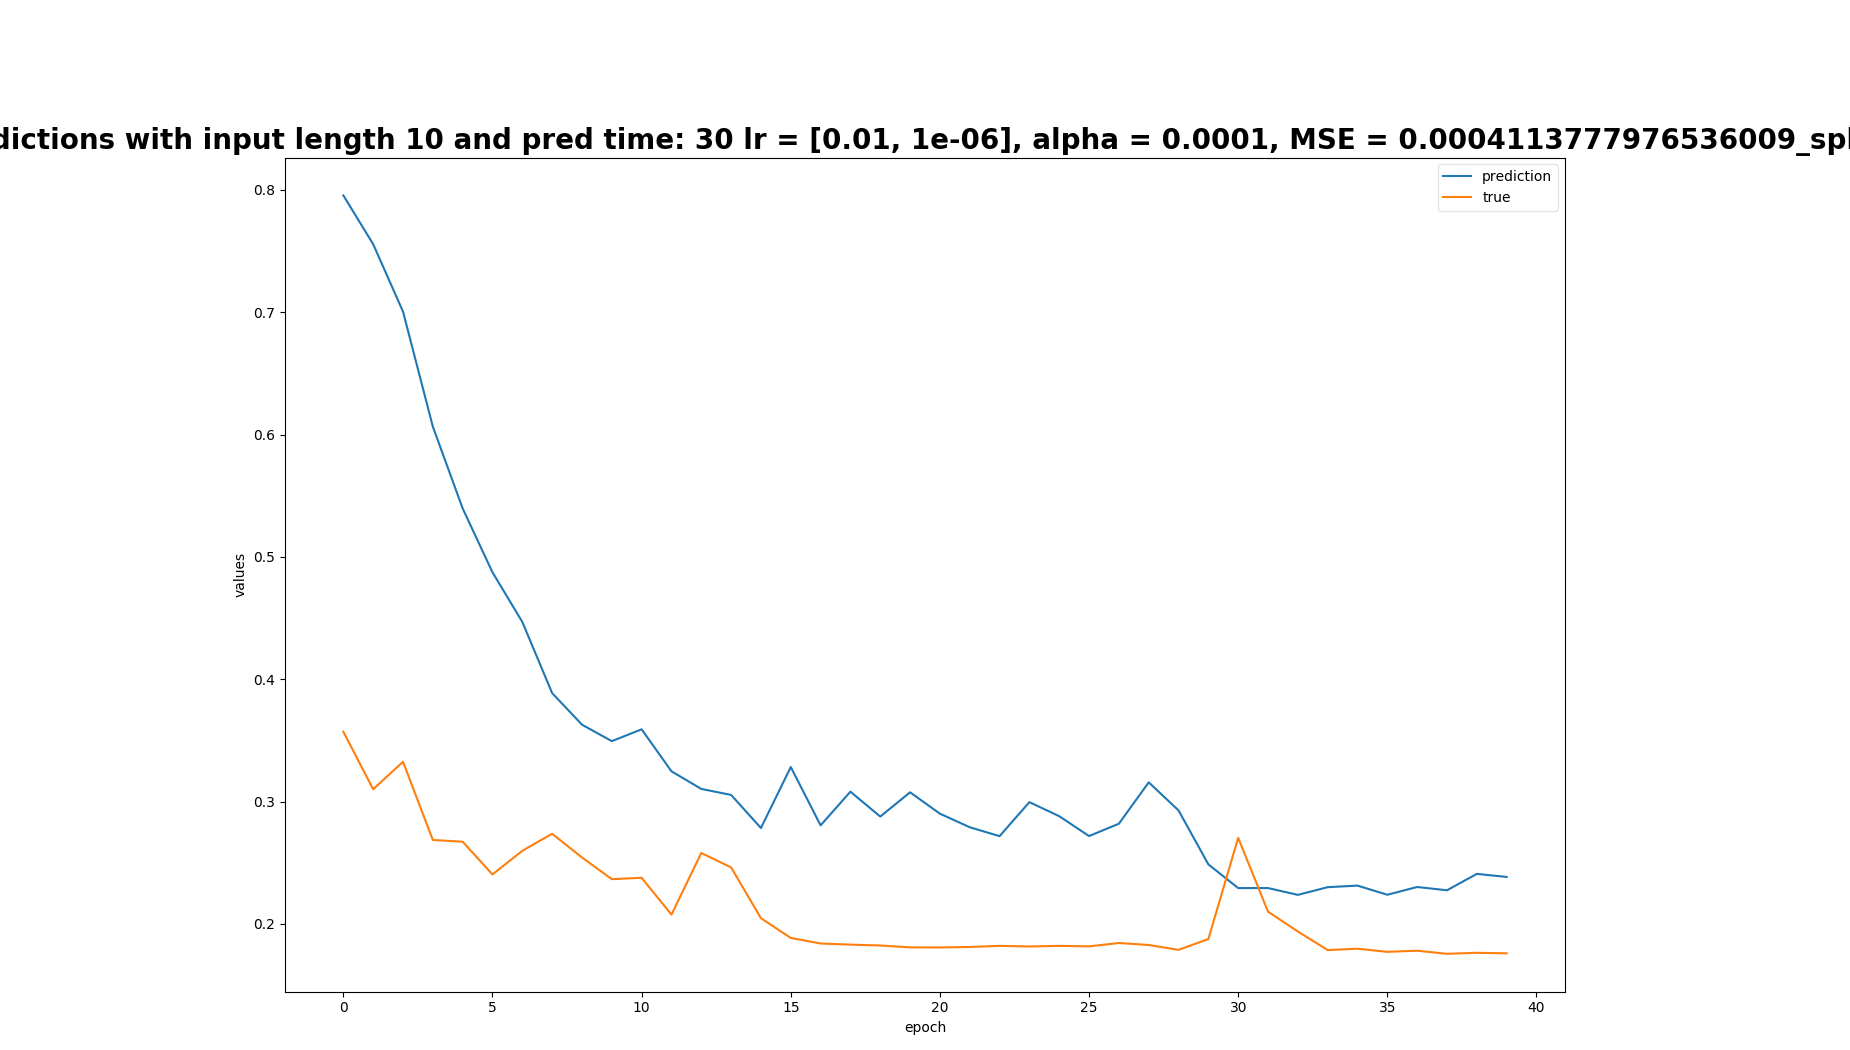 dictions with input length 10 and pred time: 30 lr = [0.01, 1e-06], alpha = 0.0001, MSE = 0.0004113777976536009_spl
prediction
true
0.8
0.7
0.6
0.5
0.4
0.3
0.2
values
0 5 10 15 20 25 30 35 40
epoch